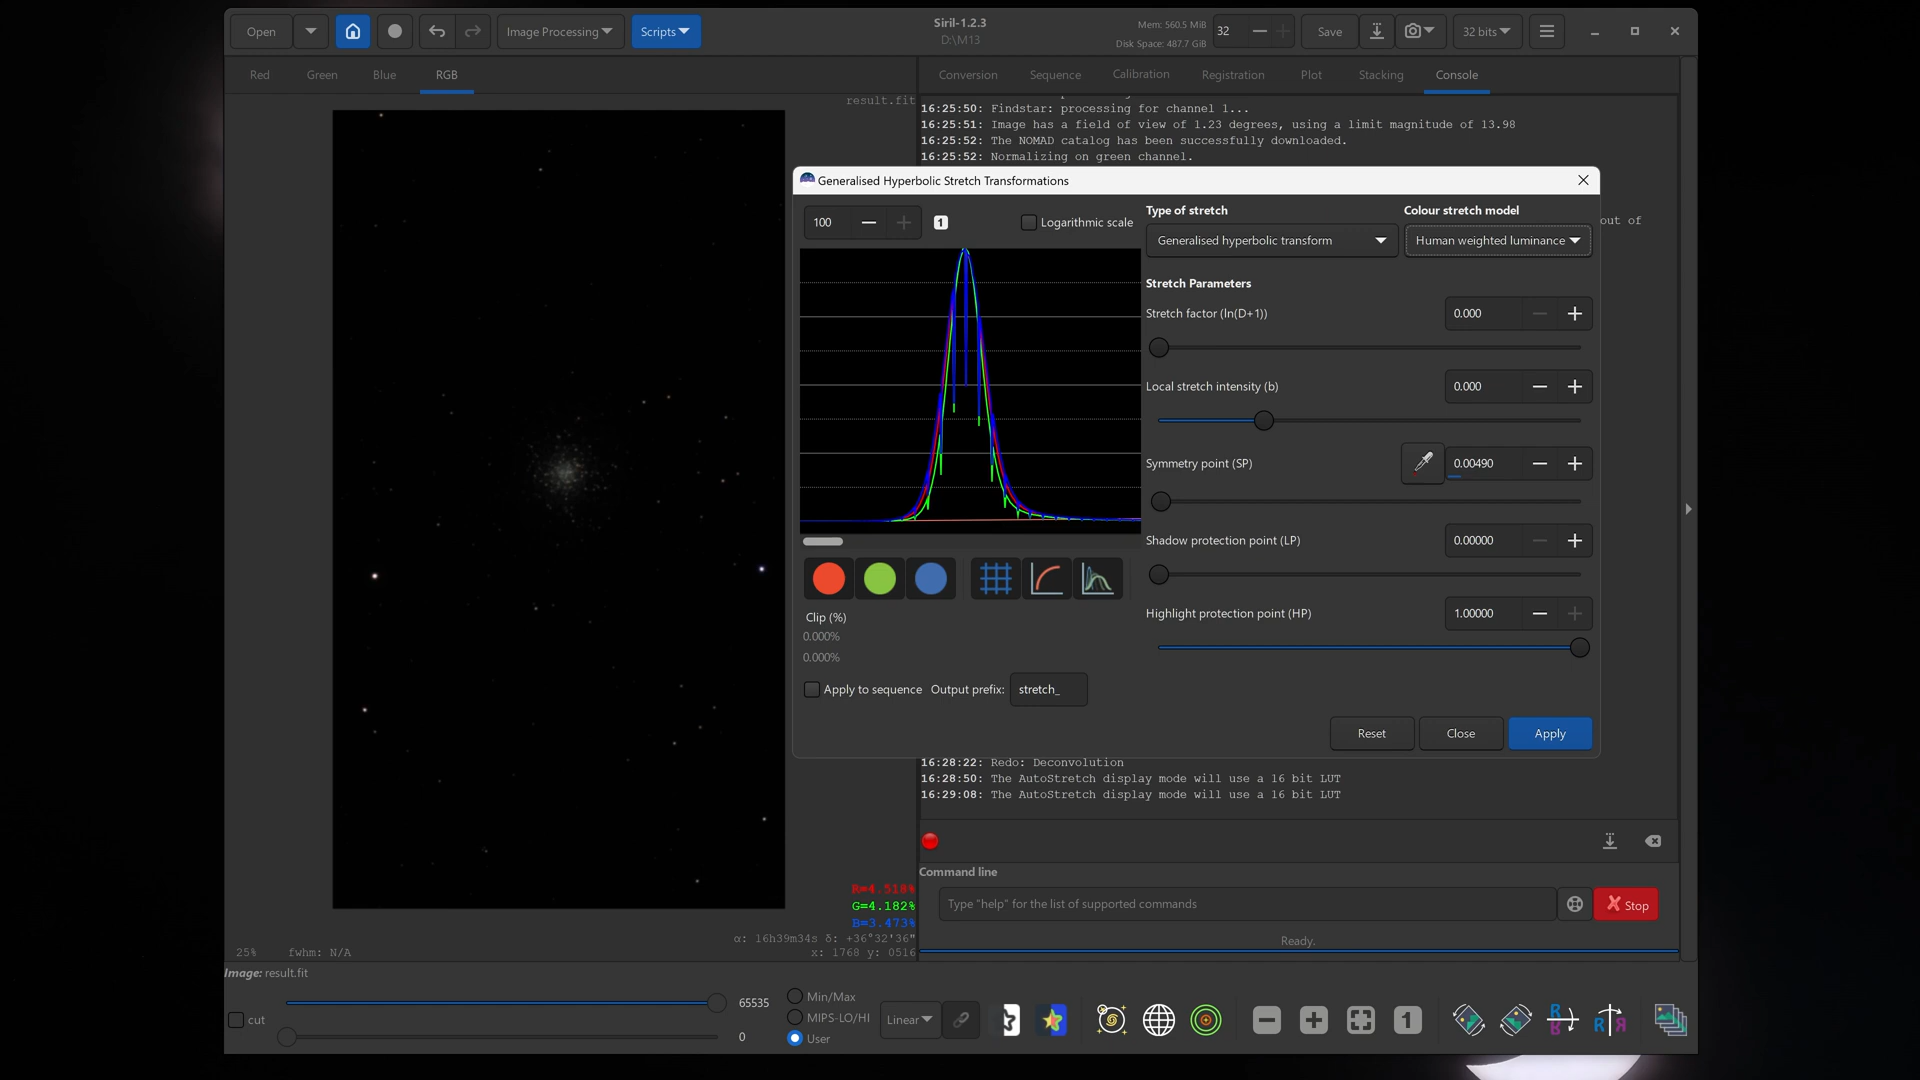 Open
Image Processing
Scripts
Siril-1.2.3
D:\M13
Mem: 560.5 MiB
Disk Space: 487.7 GiB
32
Save
32 bits
Red
Green
Blue
RGB
Conversion
Sequence
Calibration
Registration
Plot
Stacking
Console
result.fit
16:25:50: Findstar: processing for channel 1...
16:25:51: Image has a field of view of 1.23 degrees, using a limit magnitude of 13.98
16:25:52: The NOMAD catalog has been successfully downloaded.
16:25:52: Normalizing on green channel.
out of
Generalised Hyperbolic Stretch Transformations
100
1
Logarithmic scale
Type of stretch
Colour stretch model
Generalised hyperbolic transform
Human weighted luminance
Stretch Parameters
Stretch factor (ln(D+1))
0.000
Local stretch intensity (b)
0.000
Symmetry point (SP)
0.00490
Shadow protection point (LP)
0.00000
Highlight protection point (HP)
1.00000
Clip (%)
0.000%
0.000%
Apply to sequence
Output prefix:
stretch_
Reset
Close
Apply
16:28:22: Redo: Deconvolution
16:28:50: The AutoStretch display mode will use a 16 bit LUT
16:29:08: The AutoStretch display mode will use a 16 bit LUT
Command line
Type "help" for the list of supported commands
Stop
Ready.
R=4.518%
G=4.182%
B=3.473%
α: 16h39m34s δ: +36°32'36"
25%
fwhm: N/A
x: 1768 y: 0516
Image: result.fit
cut
65535
0
Min/Max
MIPS-LO/HI
User
Linear
1
R
R
R R